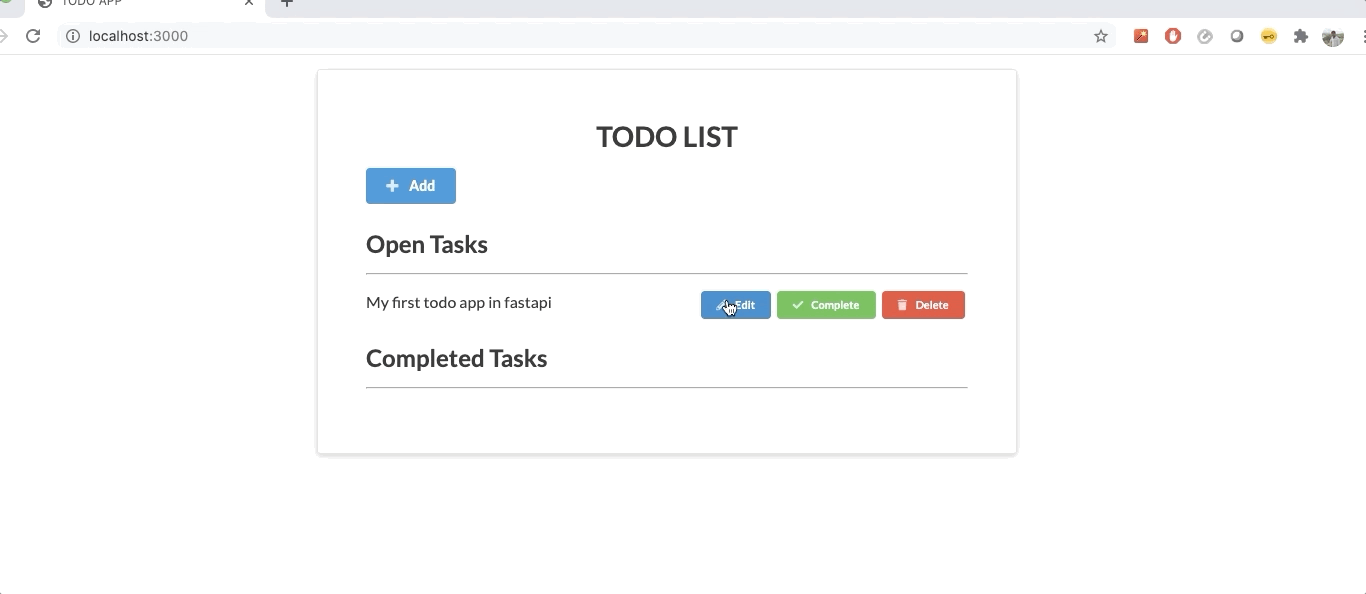 TODO APP
localhost:3000
TODO LIST
Add
Open Tasks
My first todo app in fastapi
Edit
Complete
Delete
Completed Tasks